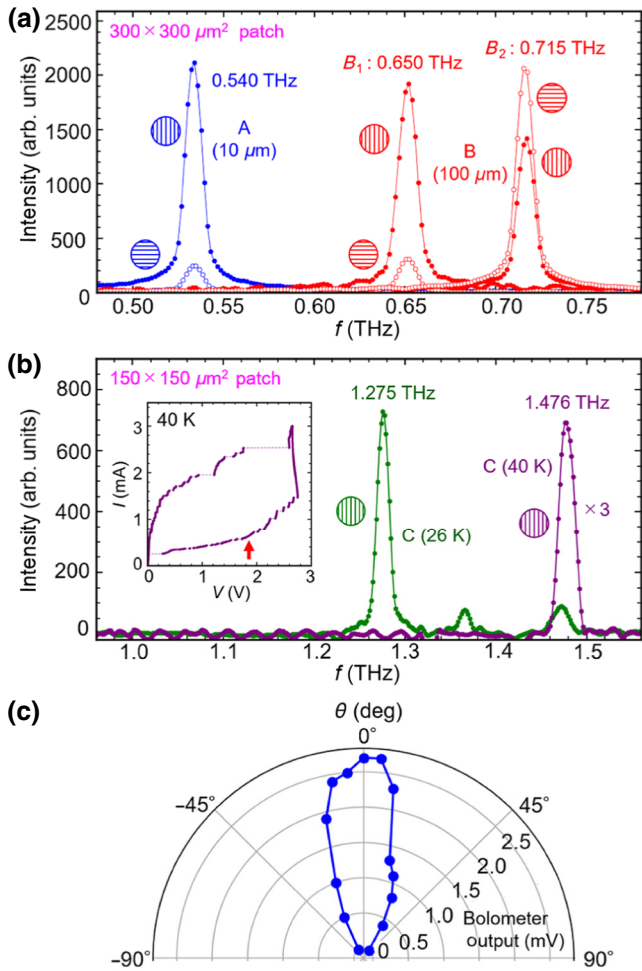 (a)
300 × 300 μm² patch
2500
2000
1500
1000
500
0
Intensity (arb. units)
0.540 THz
A
(10 μm)
B₁ : 0.650 THz
B₂ : 0.715 THz
B
(100 μm)
0.50
0.55
0.60
0.65
0.70
0.75
f (THz)
(b)
150 × 150 μm² patch
800
600
400
200
0
Intensity (arb. units)
40 K
3
2
1
0
I (mA)
0
1
2
3
V (V)
1.275 THz
C (26 K)
1.476 THz
C (40 K)
× 3
1.0
1.1
1.2
1.3
1.4
1.5
f (THz)
(c)
θ (deg)
0°
−45°
45°
−90°
90°
0
0.5
1.0
1.5
2.0
2.5
Bolometer
output (mV)